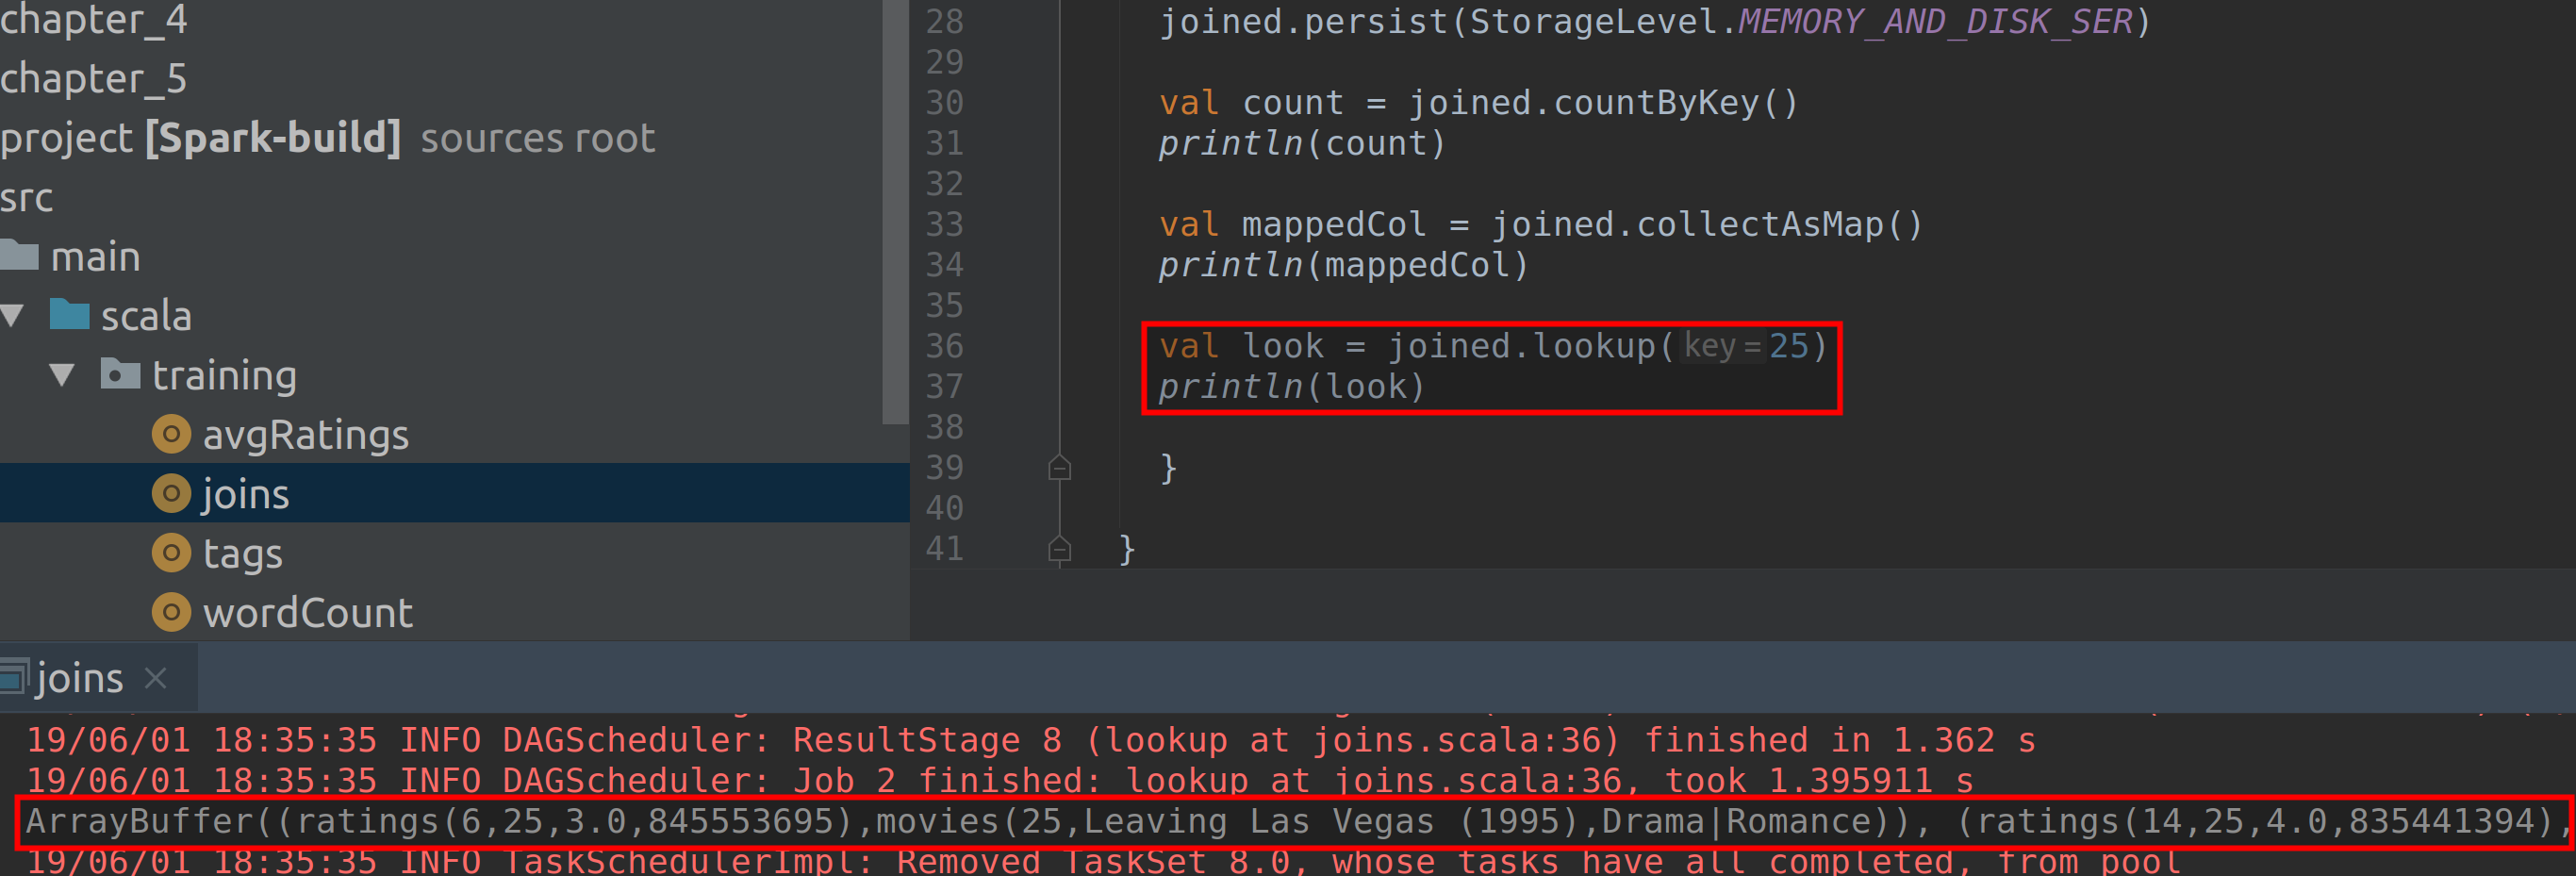 chapter_4
chapter_5
project [Spark-build] sources root
src
main
scala
training
avgRatings
joins
tags
wordCount
28 joined.persist(StorageLevel.MEMORY_AND_DISK_SER)
29
30 val count = joined.countByKey()
31 println(count)
32
33 val mappedCol = joined.collectAsMap()
34 println(mappedCol)
35
36 val look = joined.lookup( key = 25)
37 println(look)
38
39 }
40
41 }
joins
19/06/01 18:35:35 INFO DAGScheduler: ResultStage 8 (lookup at joins.scala:36) finished in 1.362 s
19/06/01 18:35:35 INFO DAGScheduler: Job 2 finished: lookup at joins.scala:36, took 1.395911 s
ArrayBuffer((ratings(6,25,3.0,845553695),movies(25,Leaving Las Vegas (1995),Drama|Romance)), (ratings(14,25,4.0,835441394),
19/06/01 18:35:35 INFO TaskSchedulerImpl: Removed TaskSet 8.0, whose tasks have all completed, from pool